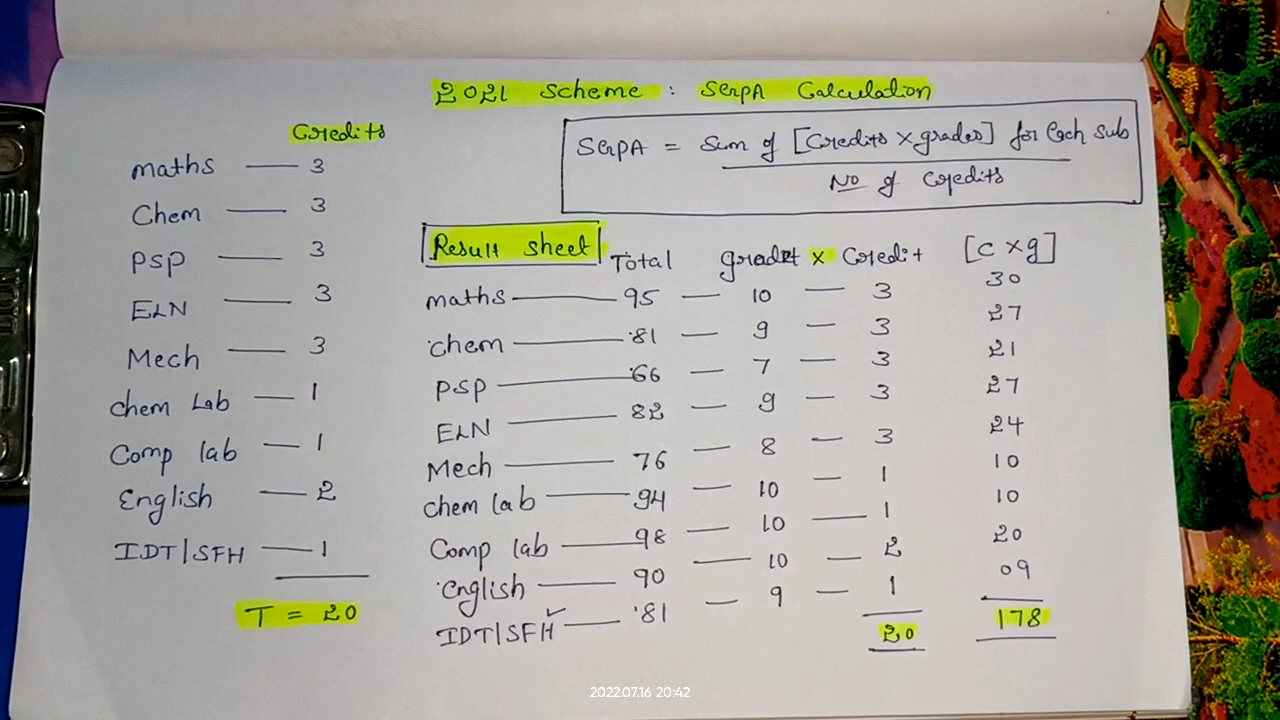 2021 Scheme : SGPA Calculation
Credits
maths — 3
Chem — 3
PSP — 3
ELN — 3
Mech — 3
Chem Lab — 1
Comp lab — 1
English — 2
IDT/SFH — 1
T = 20
SGPA = Sum of [Credits x grades] for Each Sub
No of Credits
Result Sheet
Total grade x Credit [c x g]
maths — 95 — 10 — 3 30
chem — 81 — 9 — 3 27
PSP — 66 — 7 — 3 21
ELN — 82 — 9 — 3 27
Mech — 76 — 8 — 3 24
chem lab — 94 — 10 — 1 10
Comp lab — 98 — 10 — 1 10
English — 90 — 10 — 2 20
IDT/SFH — 81 — 9 — 1 09
20 178
2022.07.16 20:42